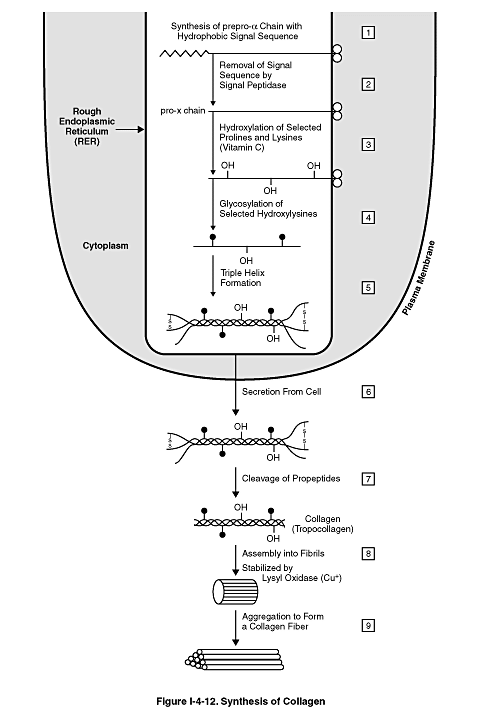 Synthesis of prepro-α Chain with
Hydrophobic Signal Sequence
1
Removal of Signal
Sequence by
Signal Peptidase
2
pro-x chain
Rough
Endoplasmic
Reticulum
(RER)
Hydroxylation of Selected
Prolines and Lysines
(Vitamin C)
3
OH
OH
OH
Glycosylation of
Selected Hydroxylysines
4
Cytoplasm
OH
Triple Helix
Formation
5
Plasma Membrane
OH
S
S
S
S
OH
Secretion From Cell
6
OH
S
S
S
S
OH
Cleavage of Propeptides
7
OH
Collagen
(Tropocollagen)
OH
Assembly into Fibrils
8
Stabilized by
Lysyl Oxidase (Cu⁺)
Aggregation to Form
a Collagen Fiber
9
Figure I-4-12. Synthesis of Collagen